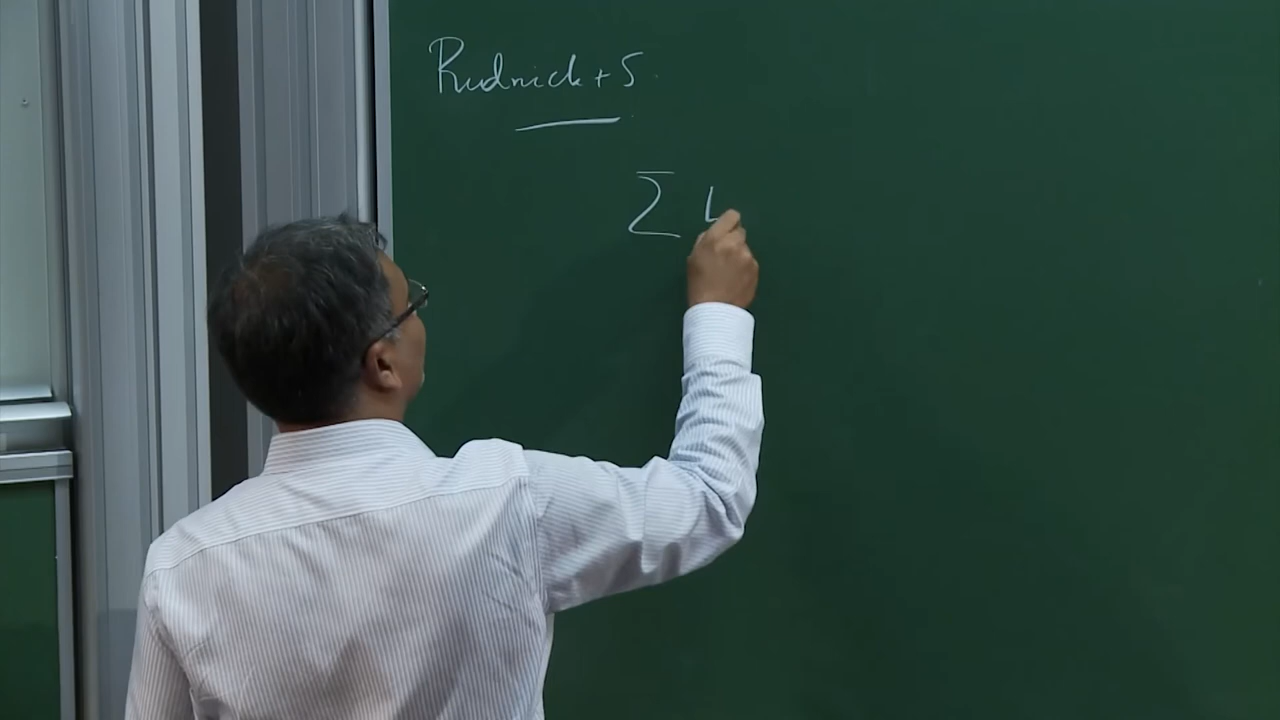 Rudnick + S.
∑ L